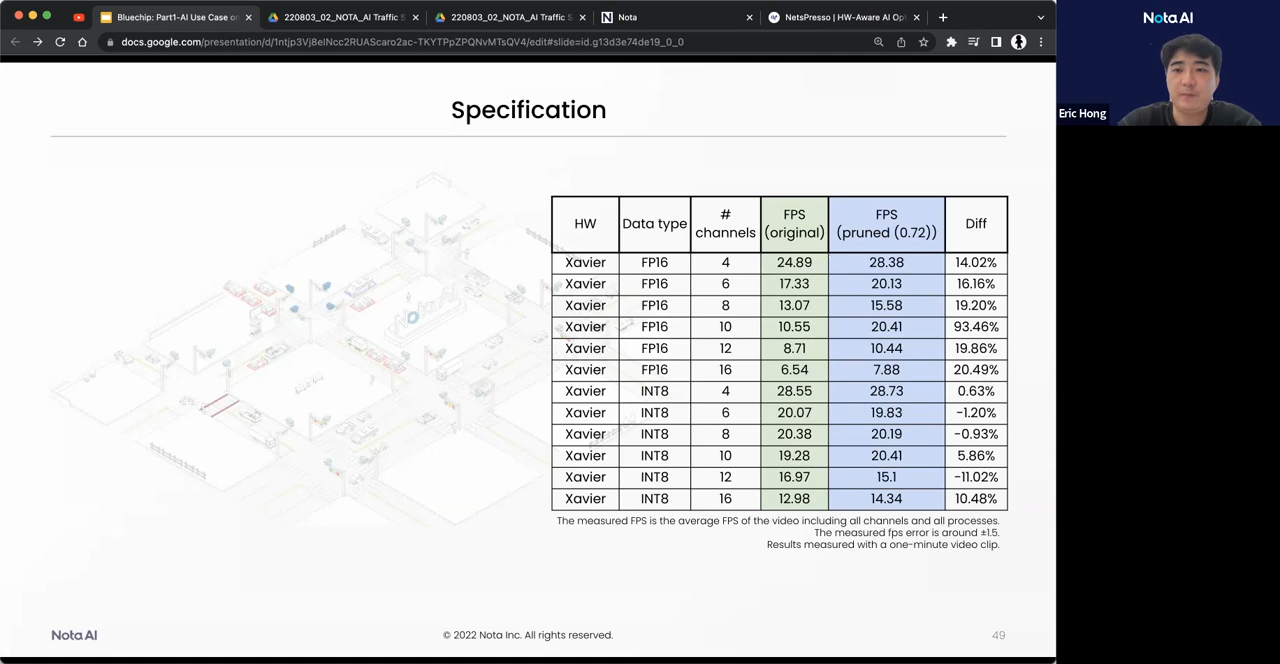 Bluechip: Part1-AI Use Case on
220803_02_NOTA_AI Traffic S
220803_02_NOTA_AI Traffic S
Nota
NetsPresso | HW-Aware AI Opt
docs.google.com/presentation/d/1ntjp3Vj8eINcc2RUAScaro2ac-TKYTPpZPQNvMTsQV4/edit#slide=id.g13d3e74de19_0_0
Nota AI
Eric Hong
Specification
HW Data type # channels FPS (original) FPS (pruned (0.72)) Diff
Xavier FP16 4 24.89 28.38 14.02%
Xavier FP16 6 17.33 20.13 16.16%
Xavier FP16 8 13.07 15.58 19.20%
Xavier FP16 10 10.55 20.41 93.46%
Xavier FP16 12 8.71 10.44 19.86%
Xavier FP16 16 6.54 7.88 20.49%
Xavier INT8 4 28.55 28.73 0.63%
Xavier INT8 6 20.07 19.83 -1.20%
Xavier INT8 8 20.38 20.19 -0.93%
Xavier INT8 10 19.28 20.41 5.86%
Xavier INT8 12 16.97 15.1 -11.02%
Xavier INT8 16 12.98 14.34 10.48%
The measured FPS is the average FPS of the video including all channels and all processes.
The measured fps error is around ±1.5.
Results measured with a one-minute video clip.
Nota AI
© 2022 Nota Inc. All rights reserved.
49